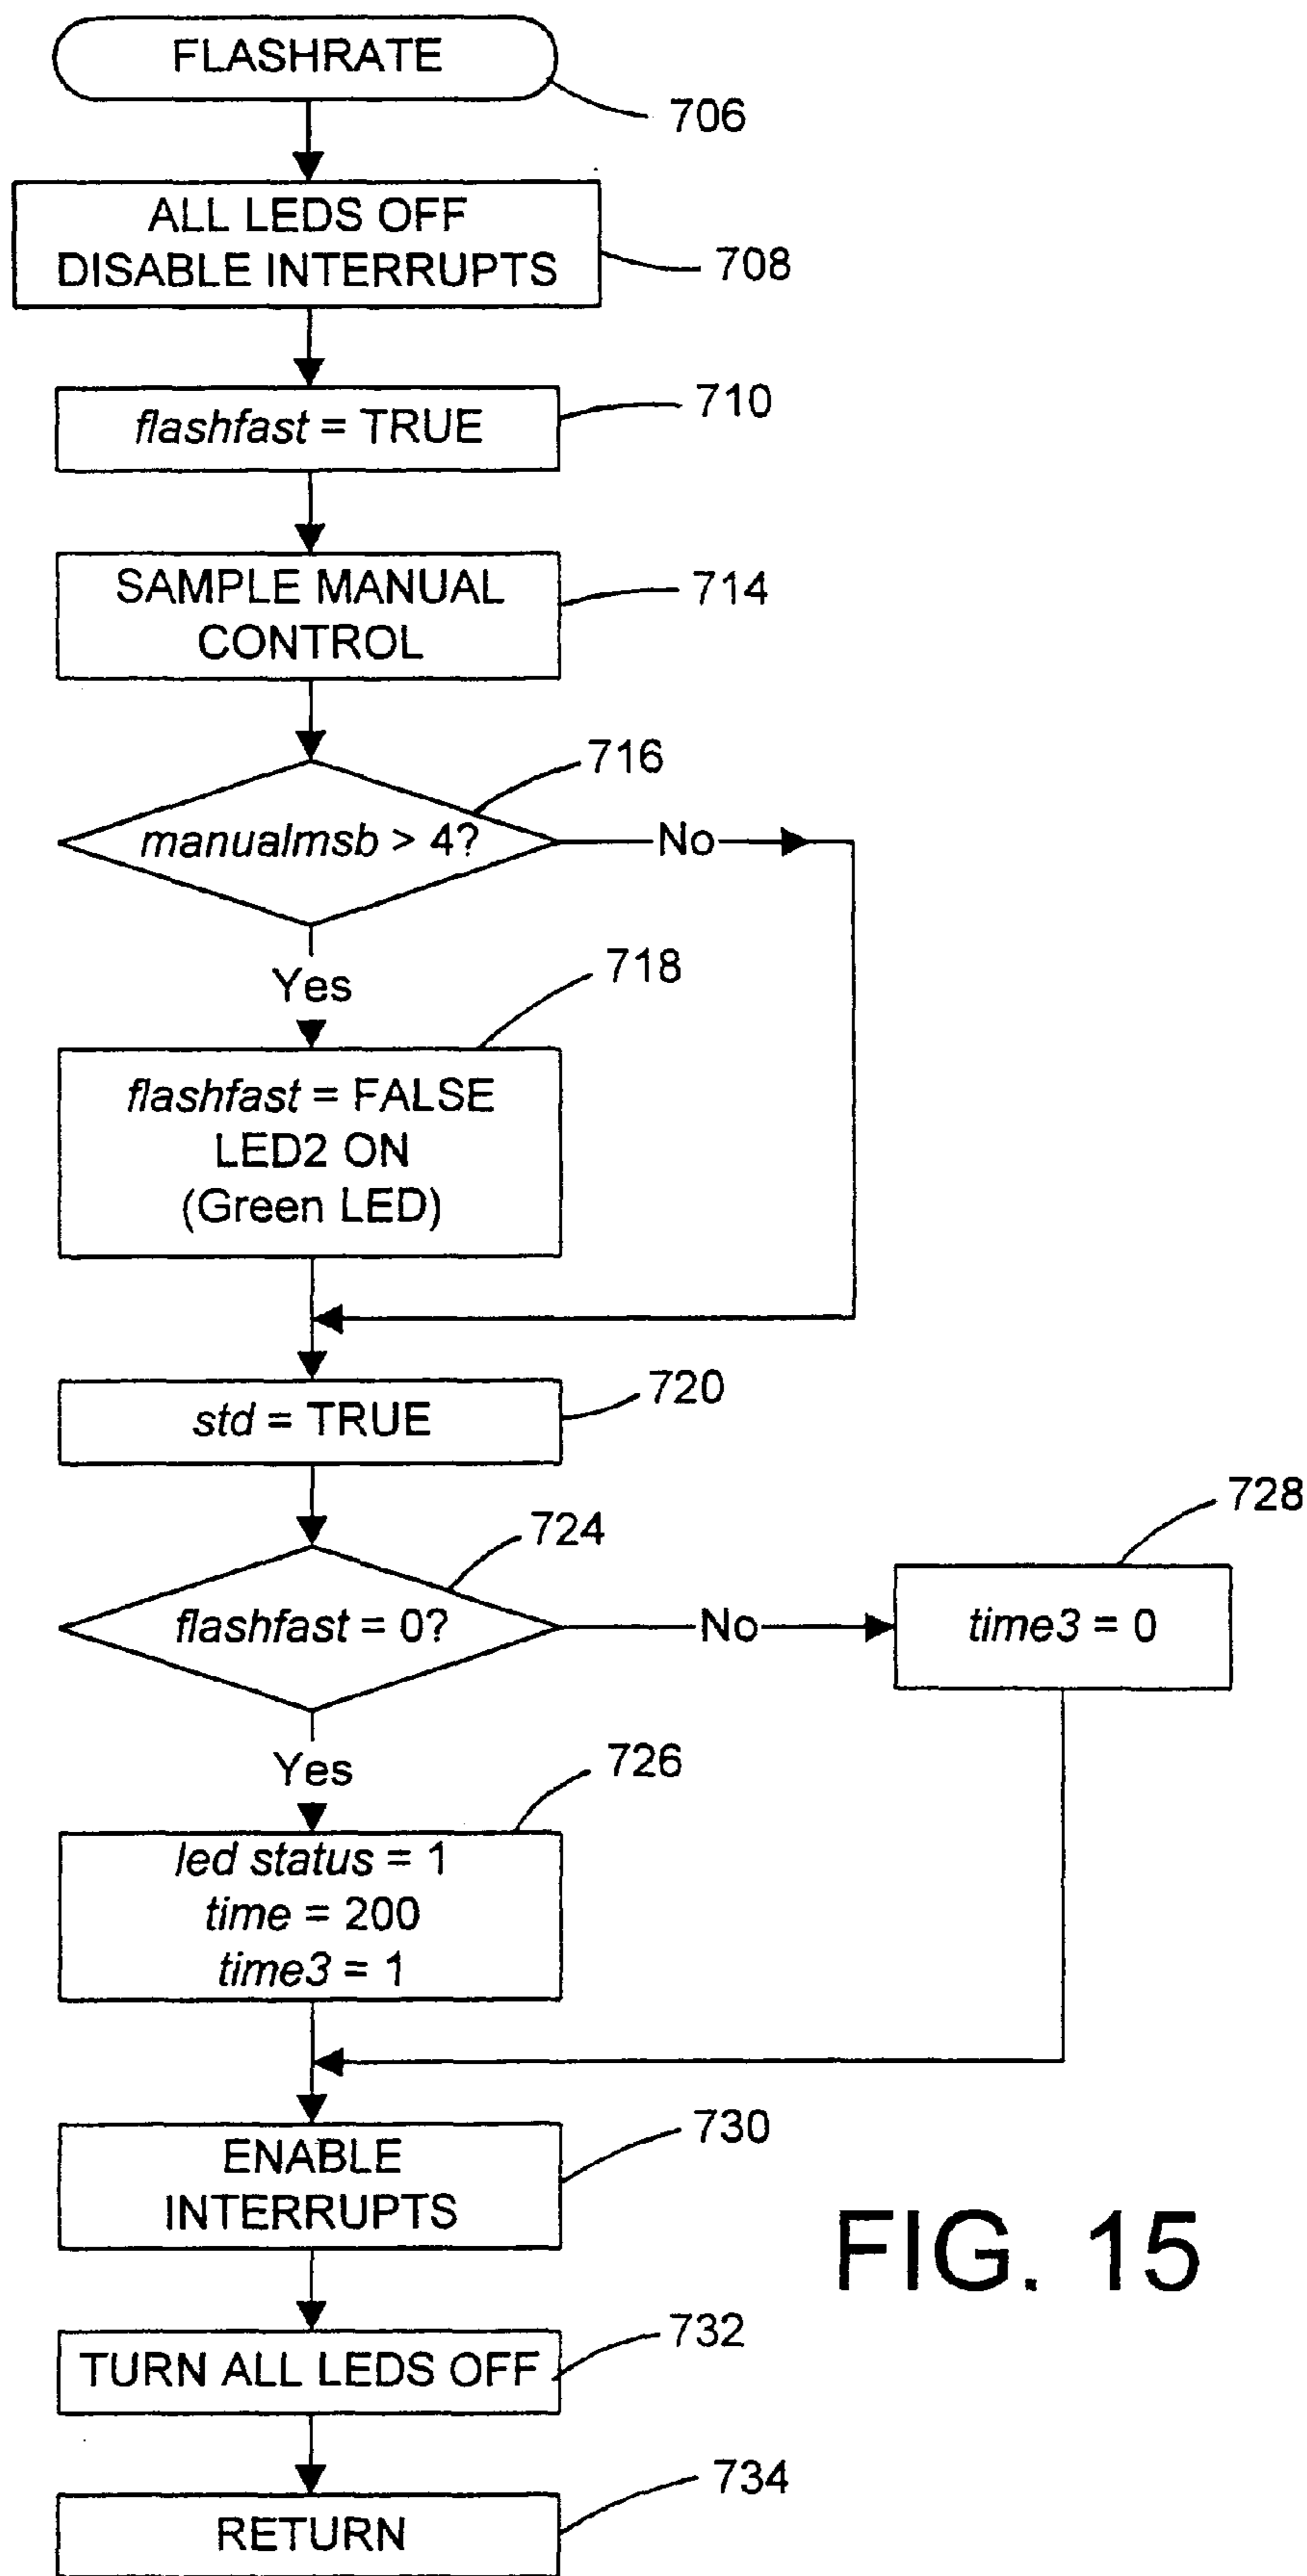 FLASHRATE
706
ALL LEDS OFF
DISABLE INTERRUPTS
708
flashfast = TRUE
710
SAMPLE MANUAL
CONTROL
714
716
manualmsb > 4?
No
Yes
718
flashfast = FALSE
LED2 ON
(Green LED)
std = TRUE
720
724
flashfast = 0?
No
728
time3 = 0
Yes
726
led status = 1
time = 200
time3 = 1
ENABLE
INTERRUPTS
730
FIG. 15
TURN ALL LEDS OFF
732
RETURN
734